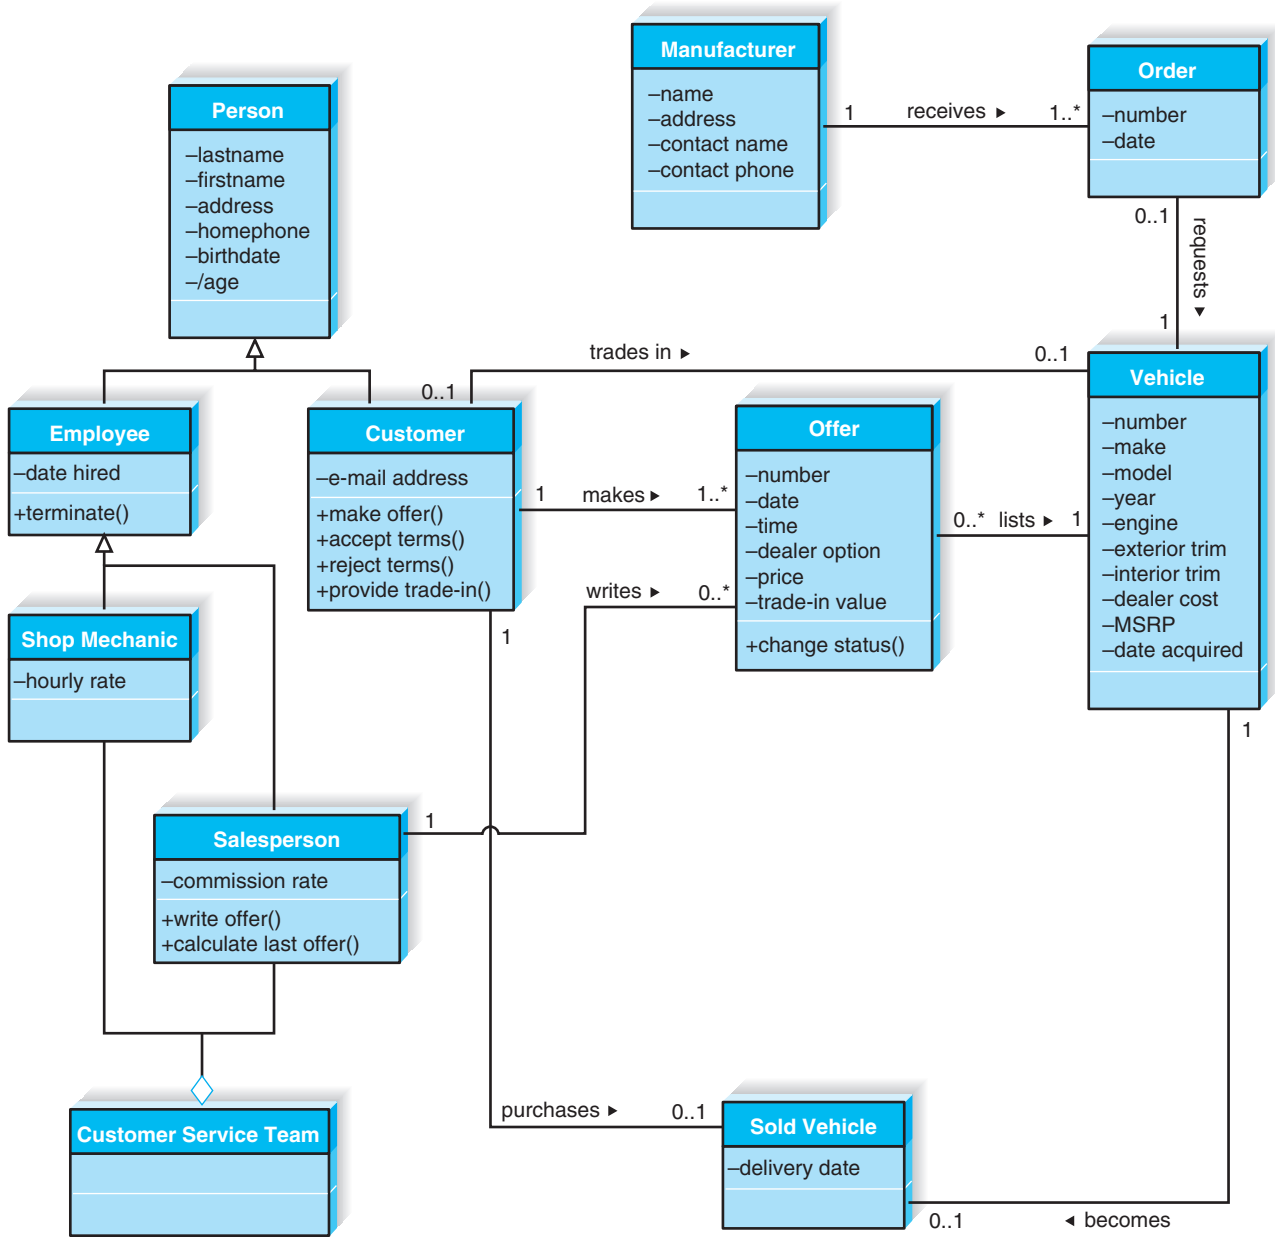 Manufacturer
–name
–address
–contact name
–contact phone
1
receives ▸
1..*
Order
–number
–date
Person
–lastname
–firstname
–address
–homephone
–birthdate
–/age
0..1
requests ▸
1
trades in ▸
0..1
0..1
Employee
–date hired
+terminate()
Customer
–e-mail address
+make offer()
+accept terms()
+reject terms()
+provide trade-in()
1
makes ▸
1..*
Offer
–number
–date
–time
–dealer option
–price
–trade-in value
+change status()
0..*
lists ▸
1
Vehicle
–number
–make
–model
–year
–engine
–exterior trim
–interior trim
–dealer cost
–MSRP
–date acquired
writes ▸
0..*
1
1
Shop Mechanic
–hourly rate
Salesperson
–commission rate
+write offer()
+calculate last offer()
1
Customer Service Team
purchases ▸
0..1
Sold Vehicle
–delivery date
0..1
◂ becomes